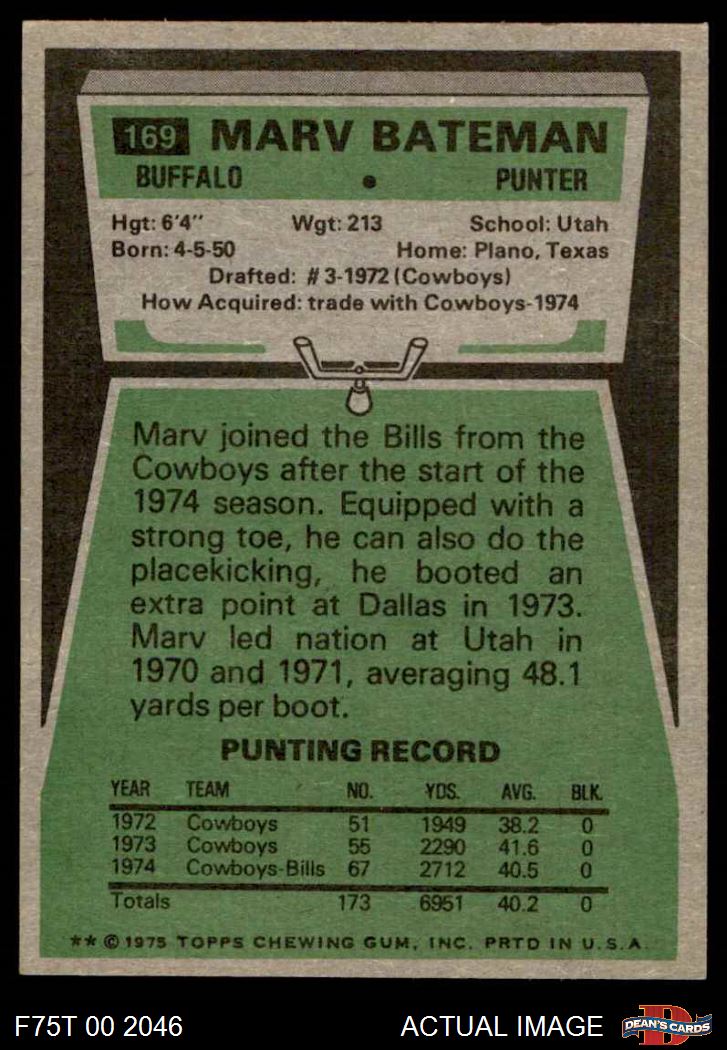 169 MARV BATEMAN
BUFFALO • PUNTER
Hgt: 6'4" Wgt: 213 School: Utah
Born: 4-5-50 Home: Plano, Texas
Drafted: #3-1972 (Cowboys)
How Acquired: trade with Cowboys-1974
Marv joined the Bills from the
Cowboys after the start of the
1974 season. Equipped with a
strong toe, he can also do the
placekicking, he booted an
extra point at Dallas in 1973.
Marv led nation at Utah in
1970 and 1971, averaging 48.1
yards per boot.
PUNTING RECORD
YEAR TEAM NO. YDS. AVG. BLK.
1972 Cowboys 51 1949 38.2 0
1973 Cowboys 55 2290 41.6 0
1974 Cowboys-Bills 67 2712 40.5 0
Totals 173 6951 40.2 0
** © 1975 TOPPS CHEWING GUM, INC. PRTD IN U.S.A.
F75T 00 2046 ACTUAL IMAGE D DEAN'S CARDS